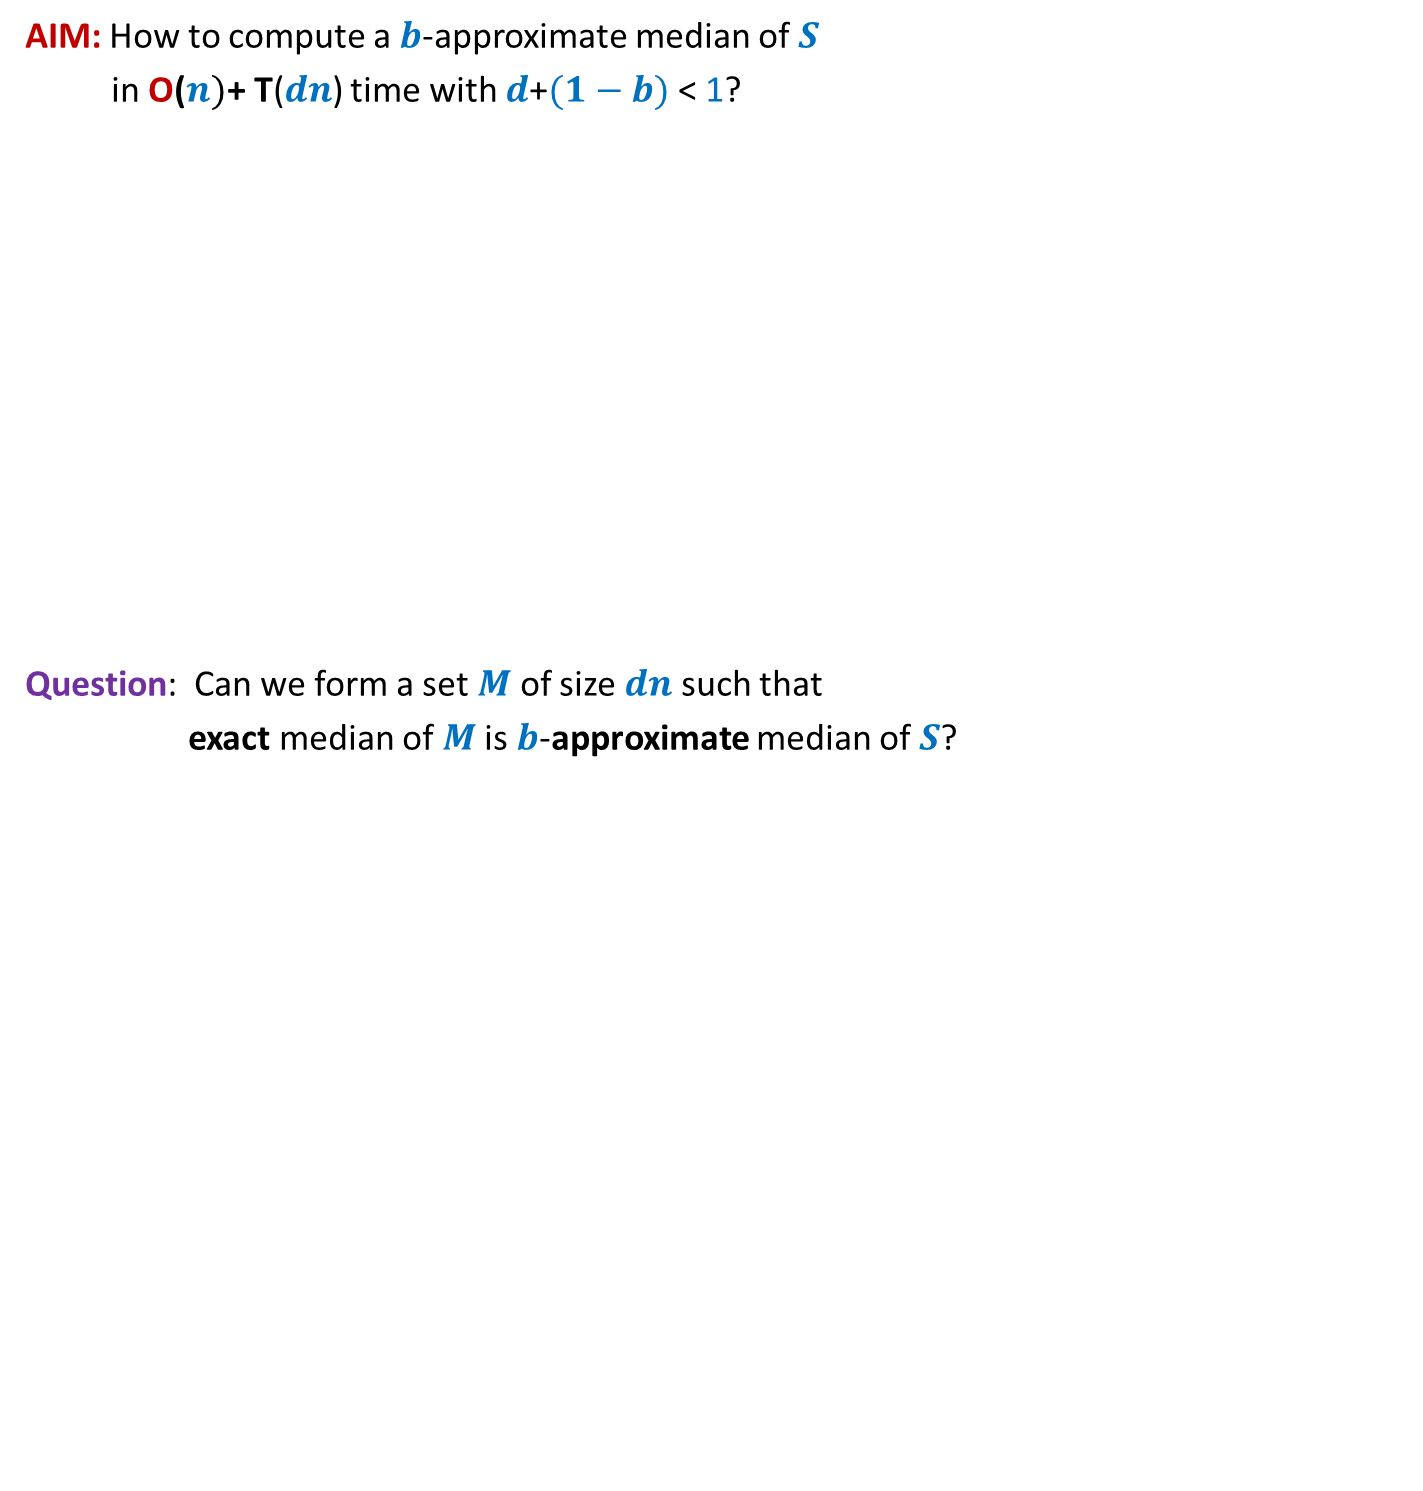 AIM: How to compute a b-approximate median of S
in O(n)+ T(dn) time with d+(1 − b) < 1?
Question: Can we form a set M of size dn such that
exact median of M is b-approximate median of S?